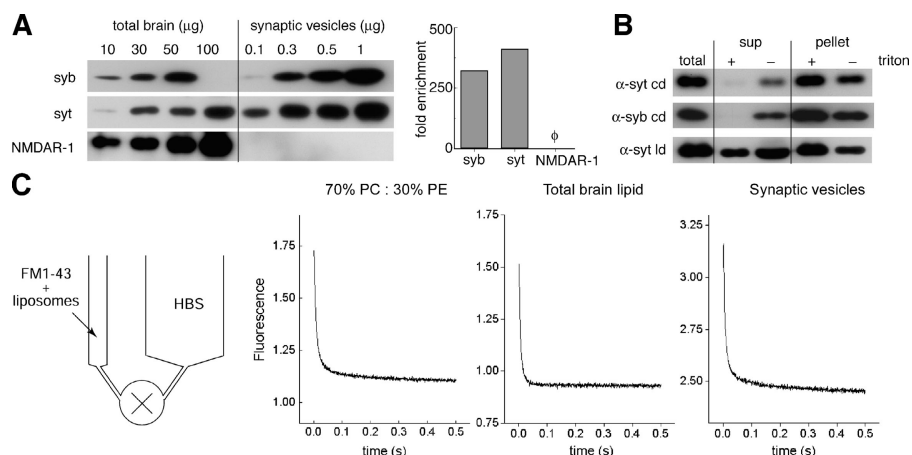 A
total brain (µg)
synaptic vesicles (µg)
10 30 50 100 0.1 0.3 0.5 1
syb
syt
NMDAR-1
fold enrichment
500
250
0
ϕ
syb syt NMDAR-1
B
sup pellet
total + – + – triton
α-syt cd
α-syb cd
α-syt ld
C
FM1-43
+
liposomes
HBS
70% PC : 30% PE
Fluorescence
1.75
1.50
1.25
1.00
0.0 0.1 0.2 0.3 0.4 0.5
time (s)
Total brain lipid
1.75
1.50
1.25
1.00
0.75
0.0 0.1 0.2 0.3 0.4 0.5
time (s)
Synaptic vesicles
3.25
3.00
2.75
2.50
0.0 0.1 0.2 0.3 0.4 0.5
time (s)